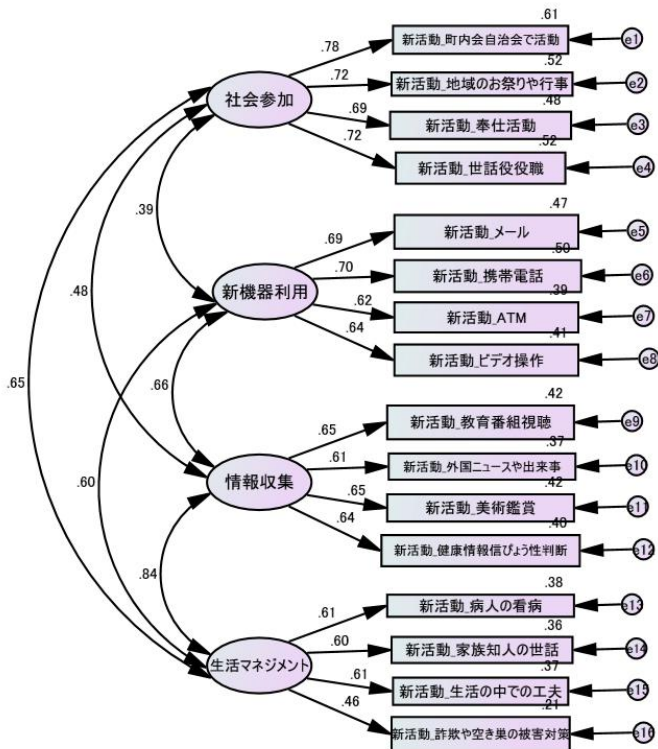 .61
.78
新活動_町内会自治会で活動
e1
.52
.72
新活動_地域のお祭りや行事
e2
社会参加
.48
.69
新活動_奉仕活動
e3
.52
.72
新活動_世話役役職
e4
.39
.47
.69
新活動_メール
e5
.50
.70
新活動_携帯電話
e6
.48
新機器利用
.39
.62
新活動_ATM
e7
.41
.64
新活動_ビデオ操作
e8
.65
.66
.42
.65
新活動_教育番組視聴
e9
.60
.37
.61
新活動_外国ニュースや出来事
e10
情報収集
.42
.65
新活動_美術鑑賞
e11
.40
.64
新活動_健康情報信ぴょう性判断
e12
.84
.38
.61
新活動_病人の看病
e13
.36
.60
新活動_家族知人の世話
e14
生活マネジメント
.37
.61
新活動_生活の中での工夫
e15
.21
.46
新活動_詐欺や空き巣の被害対策
e16